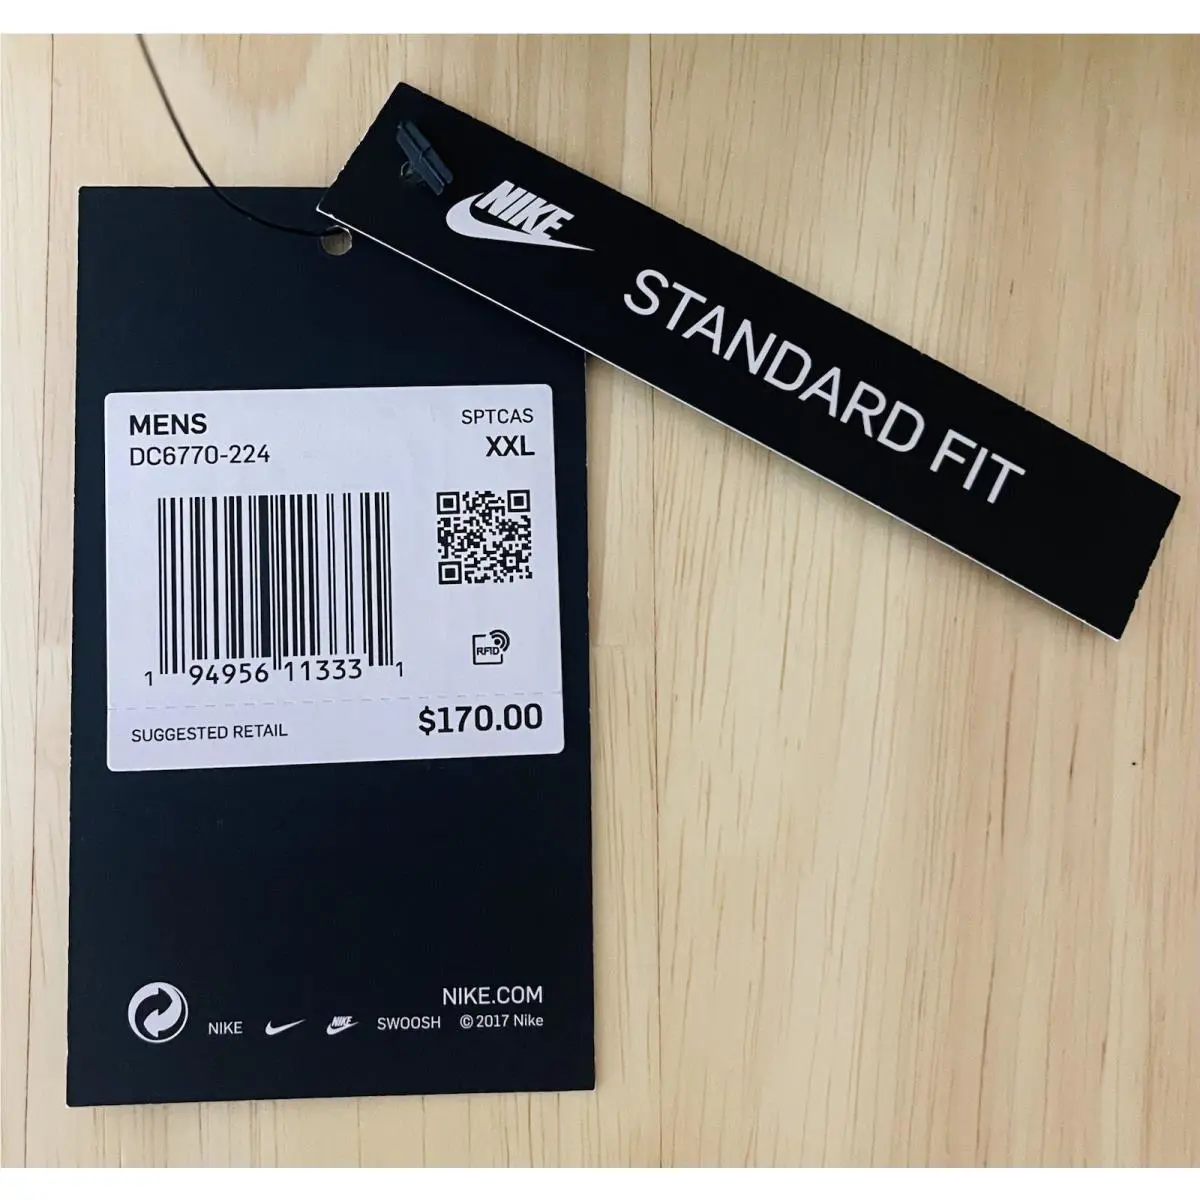 NIKE
STANDARD FIT
MENS
DC6770-224
SPTCAS
XXL
RFID
1 94956 11333 1
SUGGESTED RETAIL
$170.00
NIKE.COM
NIKE NIKE SWOOSH © 2017 Nike